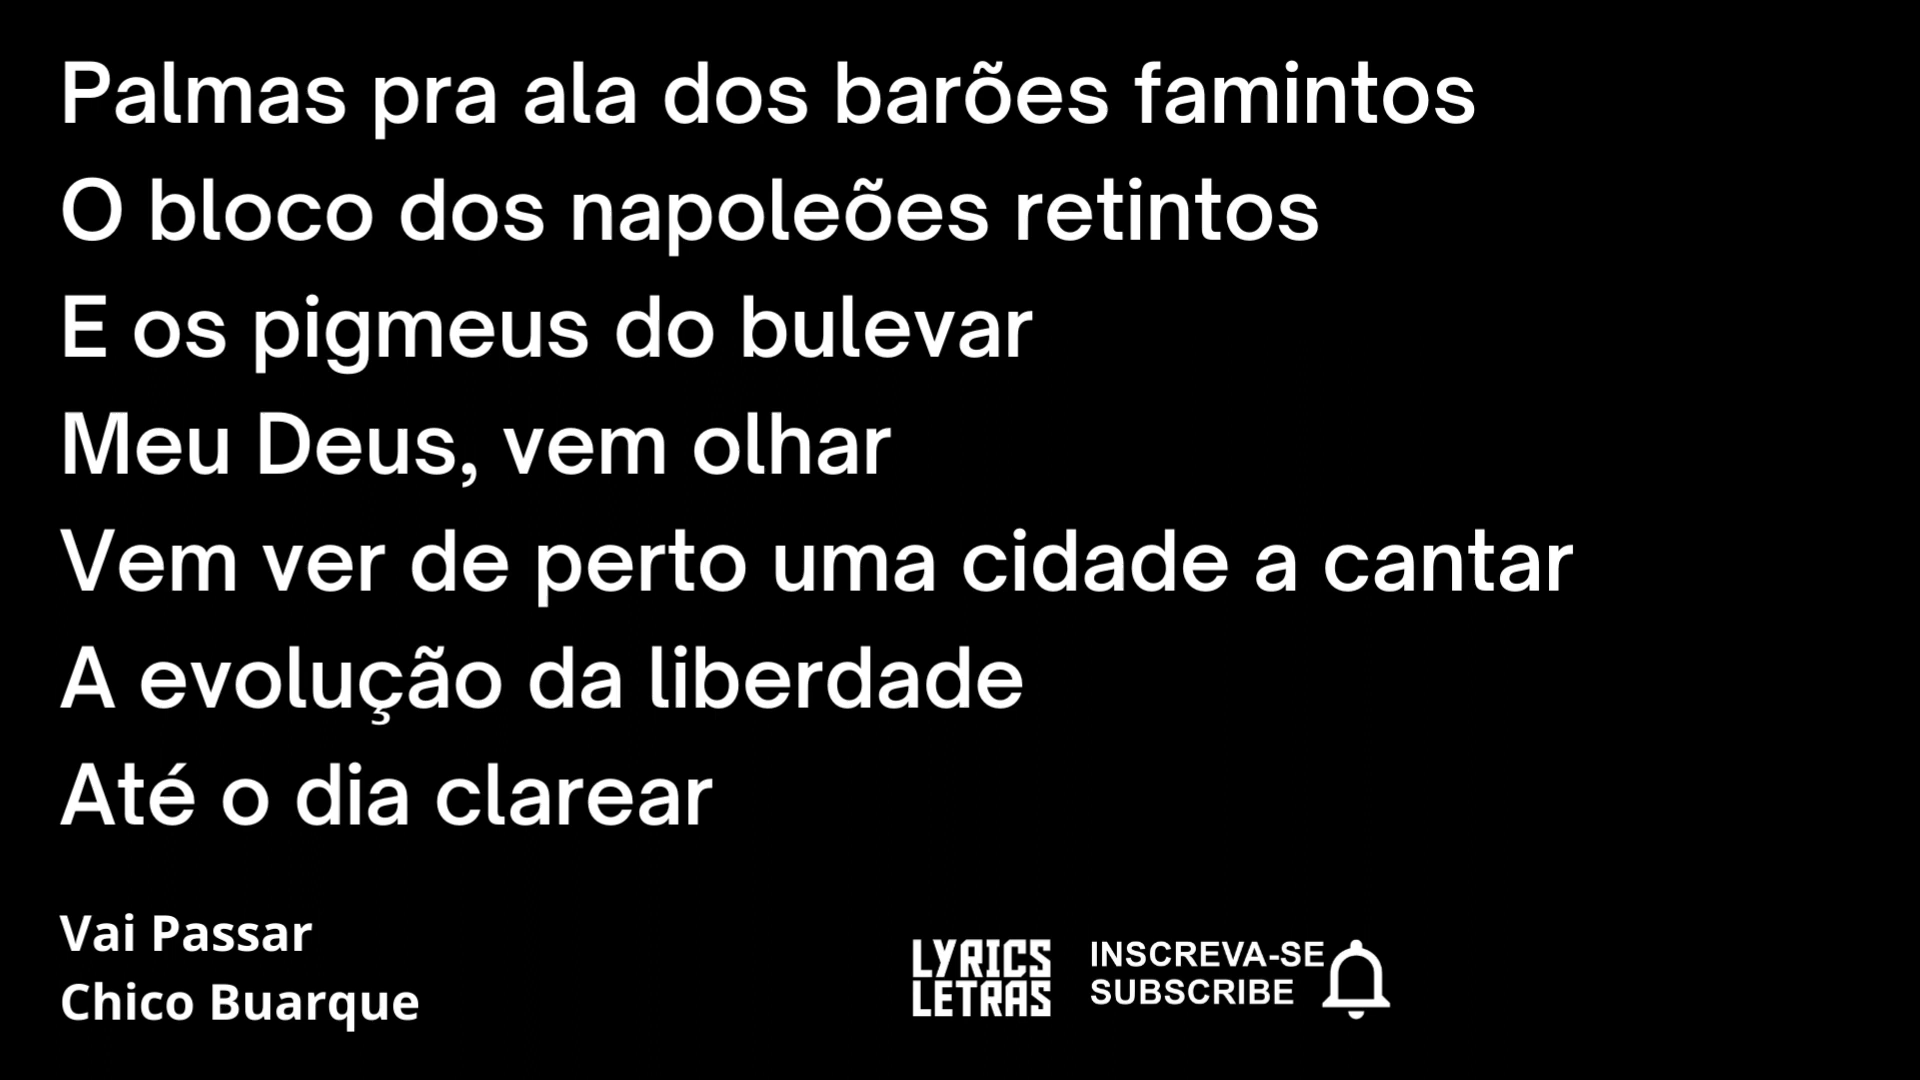 Palmas pra ala dos barões famintos
O bloco dos napoleões retintos
E os pigmeus do bulevar
Meu Deus, vem olhar
Vem ver de perto uma cidade a cantar
A evolução da liberdade
Até o dia clarear
Vai Passar
Chico Buarque
LYRICS
LETRAS
INSCREVA-SE
SUBSCRIBE